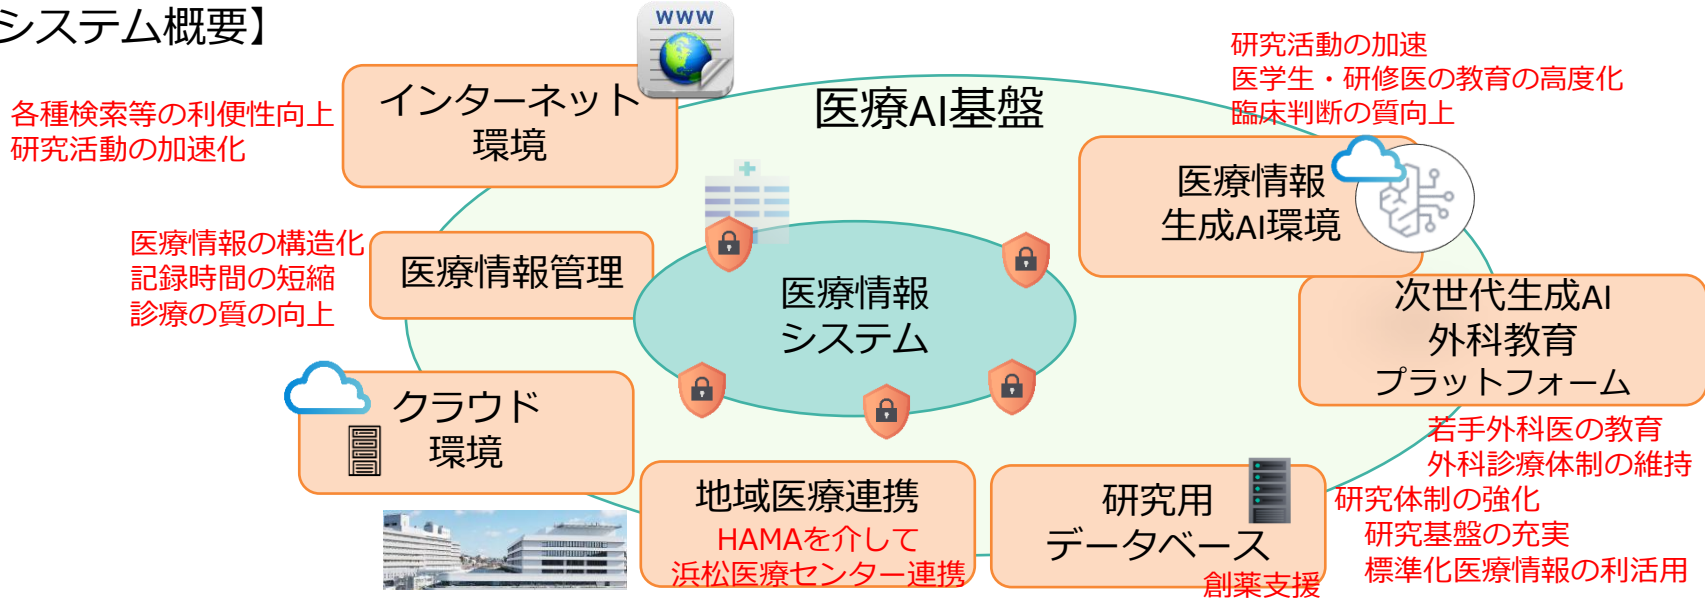 システム概要】
WWW
インターネット
環境
各種検索等の利便性向上
研究活動の加速化
医療AI基盤
研究活動の加速
医学生・研修医の教育の高度化
臨床判断の質向上
医療情報
生成AI環境
医療情報の構造化
記録時間の短縮
診療の質の向上
医療情報管理
医療情報
システム
次世代生成AI
外科教育
プラットフォーム
若手外科医の教育
外科診療体制の維持
クラウド
環境
地域医療連携
HAMAを介して
浜松医療センター連携
研究用
データベース
創薬支援
研究体制の強化
研究基盤の充実
標準化医療情報の利活用